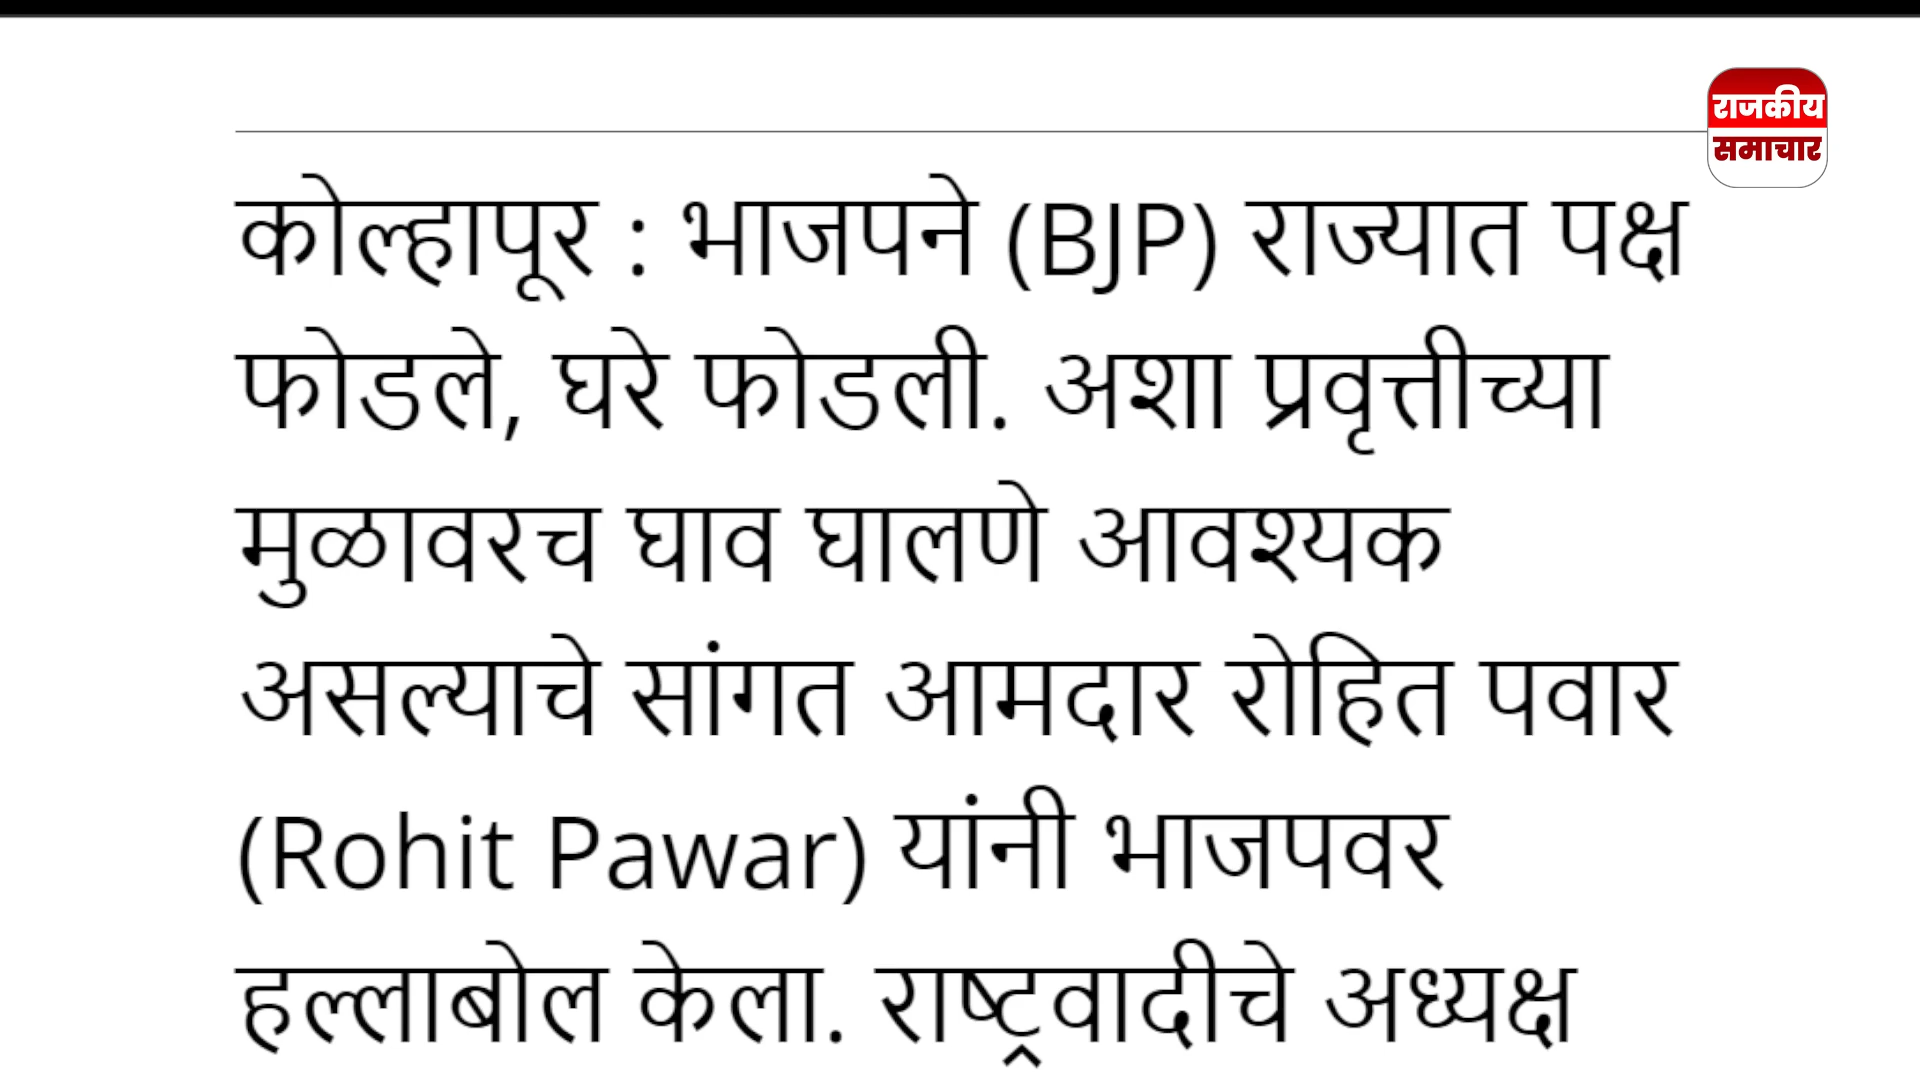 राजकीय
समाचार
कोल्हापूर : भाजपने (BJP) राज्यात पक्ष
फोडले, घरे फोडली. अशा प्रवृत्तीच्या
मुळावरच घाव घालणे आवश्यक
असल्याचे सांगत आमदार रोहित पवार
(Rohit Pawar) यांनी भाजपवर
हल्लाबोल केला. राष्ट्रवादीचे अध्यक्ष